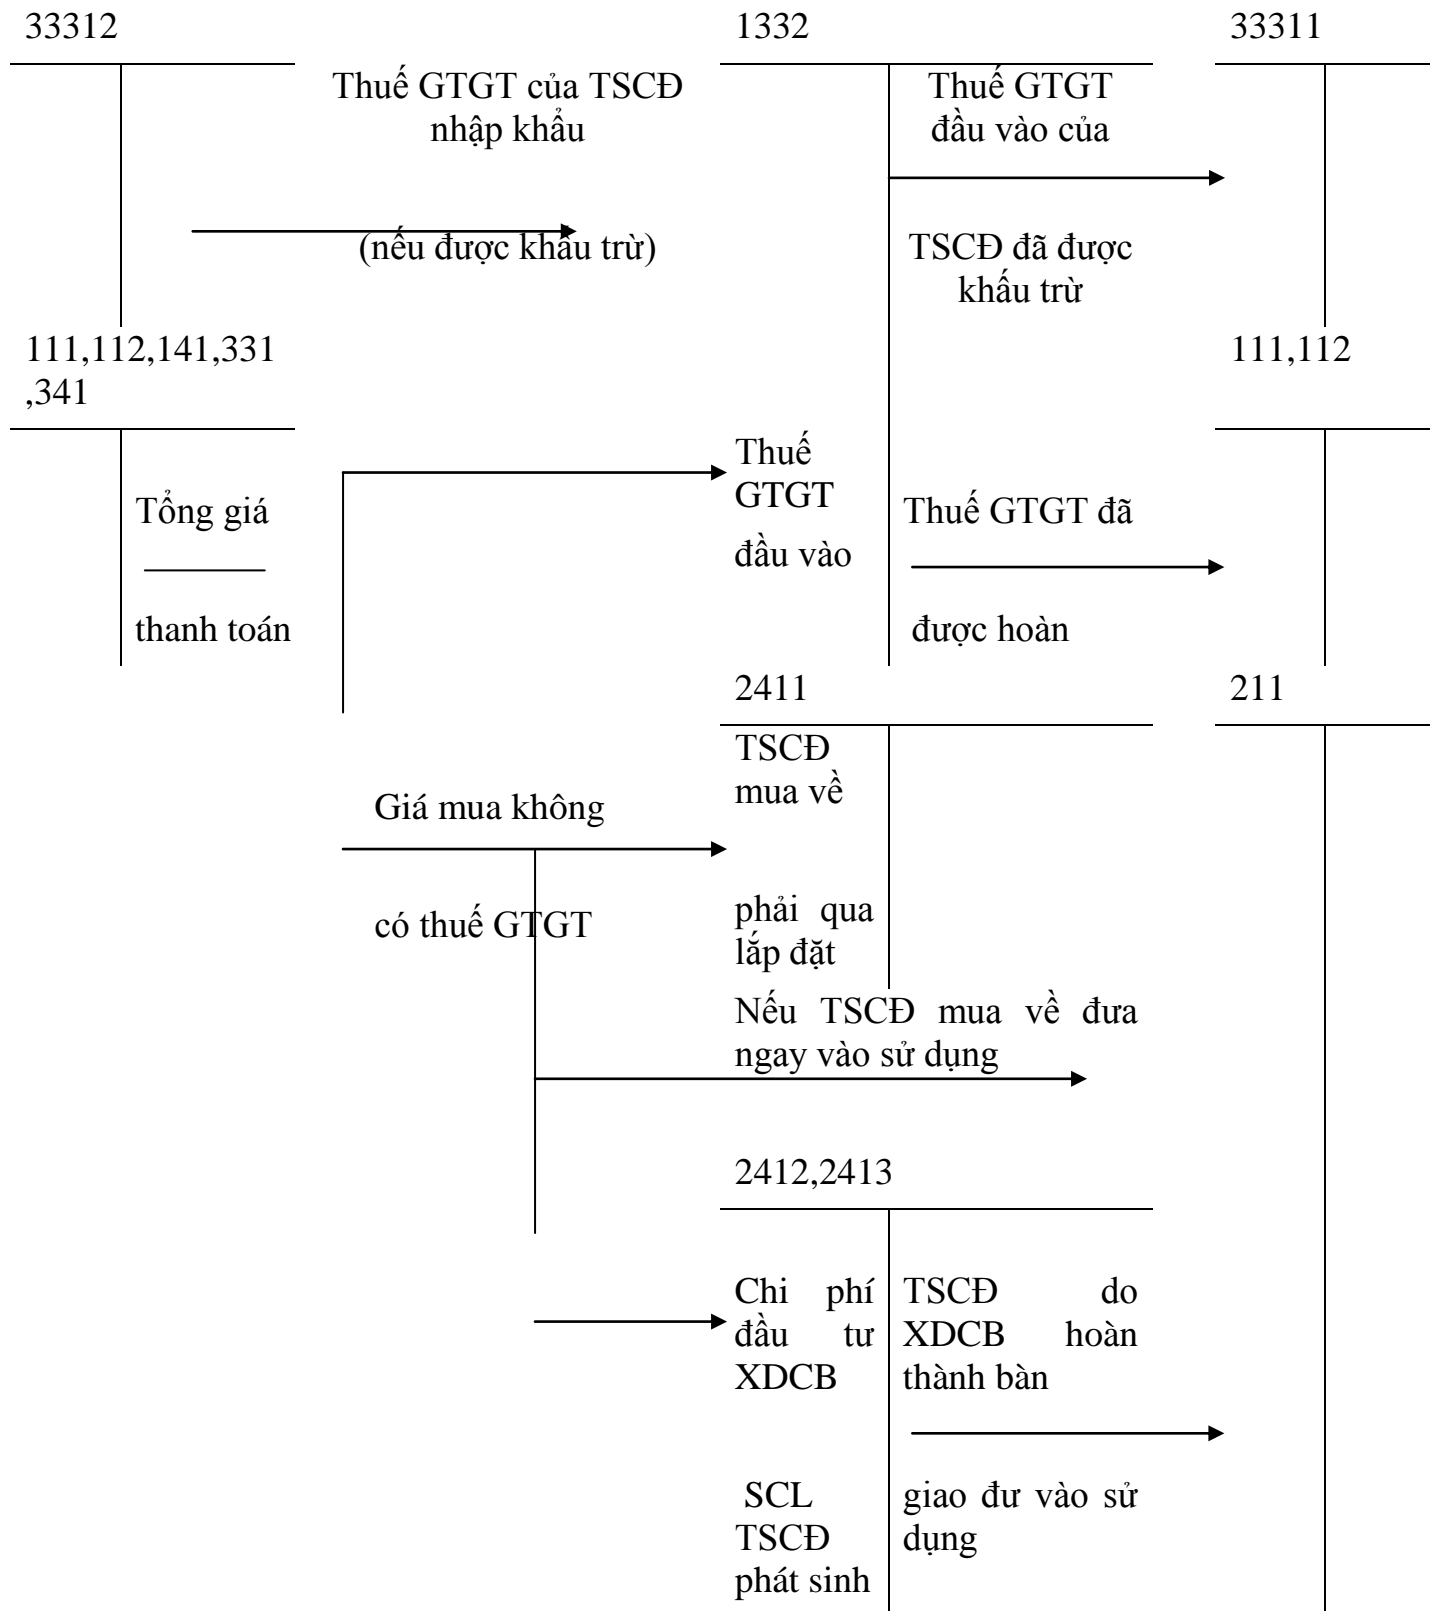 33312
1332
33311
Thuế GTGT của TSCĐ
nhập khẩu
(nếu được khấu trừ)
Thuế GTGT
đầu vào của
TSCĐ đã được
khấu trừ
111,112,141,331
,341
111,112
Tổng giá
thanh toán
Thuế
GTGT
đầu vào
Thuế GTGT đã
được hoàn
2411
211
TSCĐ
mua về
phải qua
lắp đặt
Giá mua không
có thuế GTGT
Nếu TSCĐ mua về đưa
ngay vào sử dụng
2412,2413
Chi phí
đầu tư
XDCB
SCL
TSCĐ
phát sinh
TSCĐ do
XDCB hoàn
thành bàn
giao đư vào sử
dụng